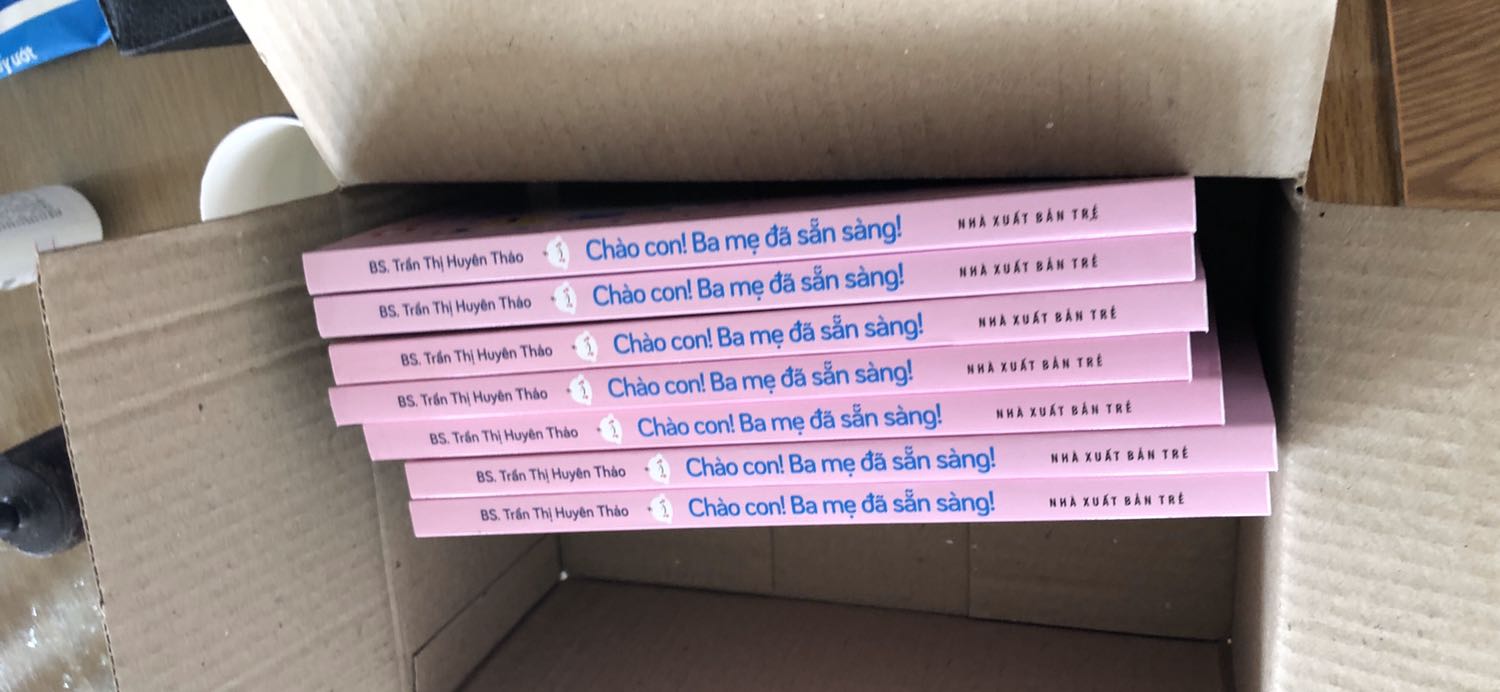 ấy ướt
BS. Trần Thị Huyên Thảo Chào con! Ba mẹ đã sẵn sàng! NHÀ XUẤT BẢN TRẺ
BS. Trần Thị Huyên Thảo Chào con! Ba mẹ đã sẵn sàng! NHÀ XUẤT BẢN TRẺ
BS. Trần Thị Huyên Thảo Chào con! Ba mẹ đã sẵn sàng! NHÀ XUẤT BẢN TRẺ
BS. Trần Thị Huyên Thảo Chào con! Ba mẹ đã sẵn sàng! NHÀ XUẤT BẢN TRẺ
BS. Trần Thị Huyên Thảo Chào con! Ba mẹ đã sẵn sàng! NHÀ XUẤT BẢN TRẺ
BS. Trần Thị Huyên Thảo Chào con! Ba mẹ đã sẵn sàng! NHÀ XUẤT BẢN TRẺ
BS. Trần Thị Huyên Thảo Chào con! Ba mẹ đã sẵn sàng! NHÀ XUẤT BẢN TRẺ